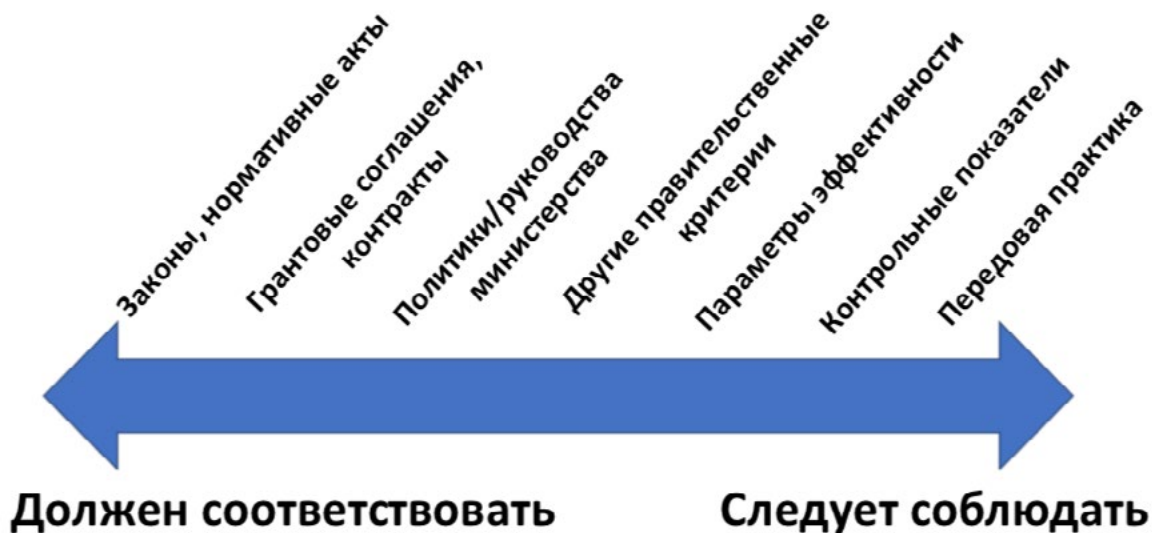 Законы, нормативные акты
Грантовые соглашения,
контракты
Политики/руководства
министерства
Другие правительственные
критерии
Параметры эффективности
Контрольные показатели
Передовая практика
Должен соответствовать
Следует соблюдать